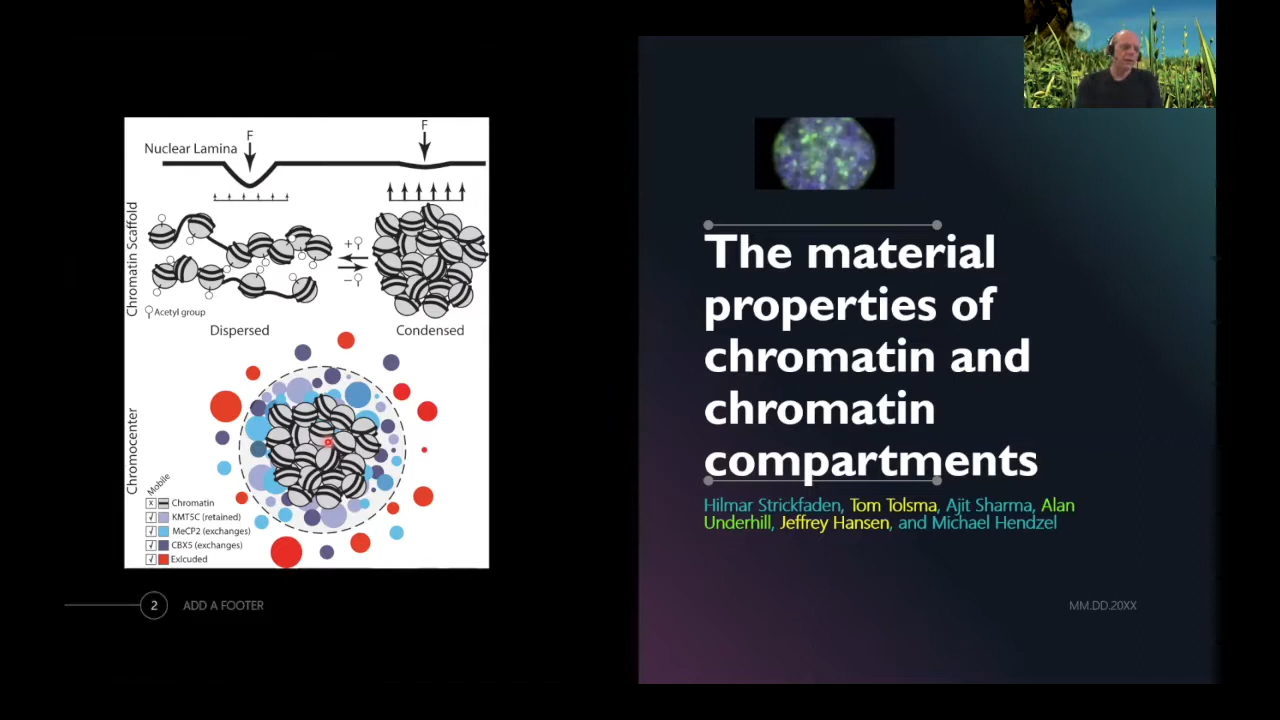 F
F
Nuclear Lamina
Chromatin Scaffold
+
−
Acetyl group
Dispersed
Condensed
Chromocenter
Mobile
x Chromatin
√ KMT5C (retained)
√ MeCP2 (exchanges)
√ CBX5 (exchanges)
√ Exlcuded
2 ADD A FOOTER
The material
properties of
chromatin and
chromatin
compartments
Hilmar Strickfaden, Tom Tolsma, Ajit Sharma, Alan
Underhill, Jeffrey Hansen, and Michael Hendzel
MM.DD.20XX